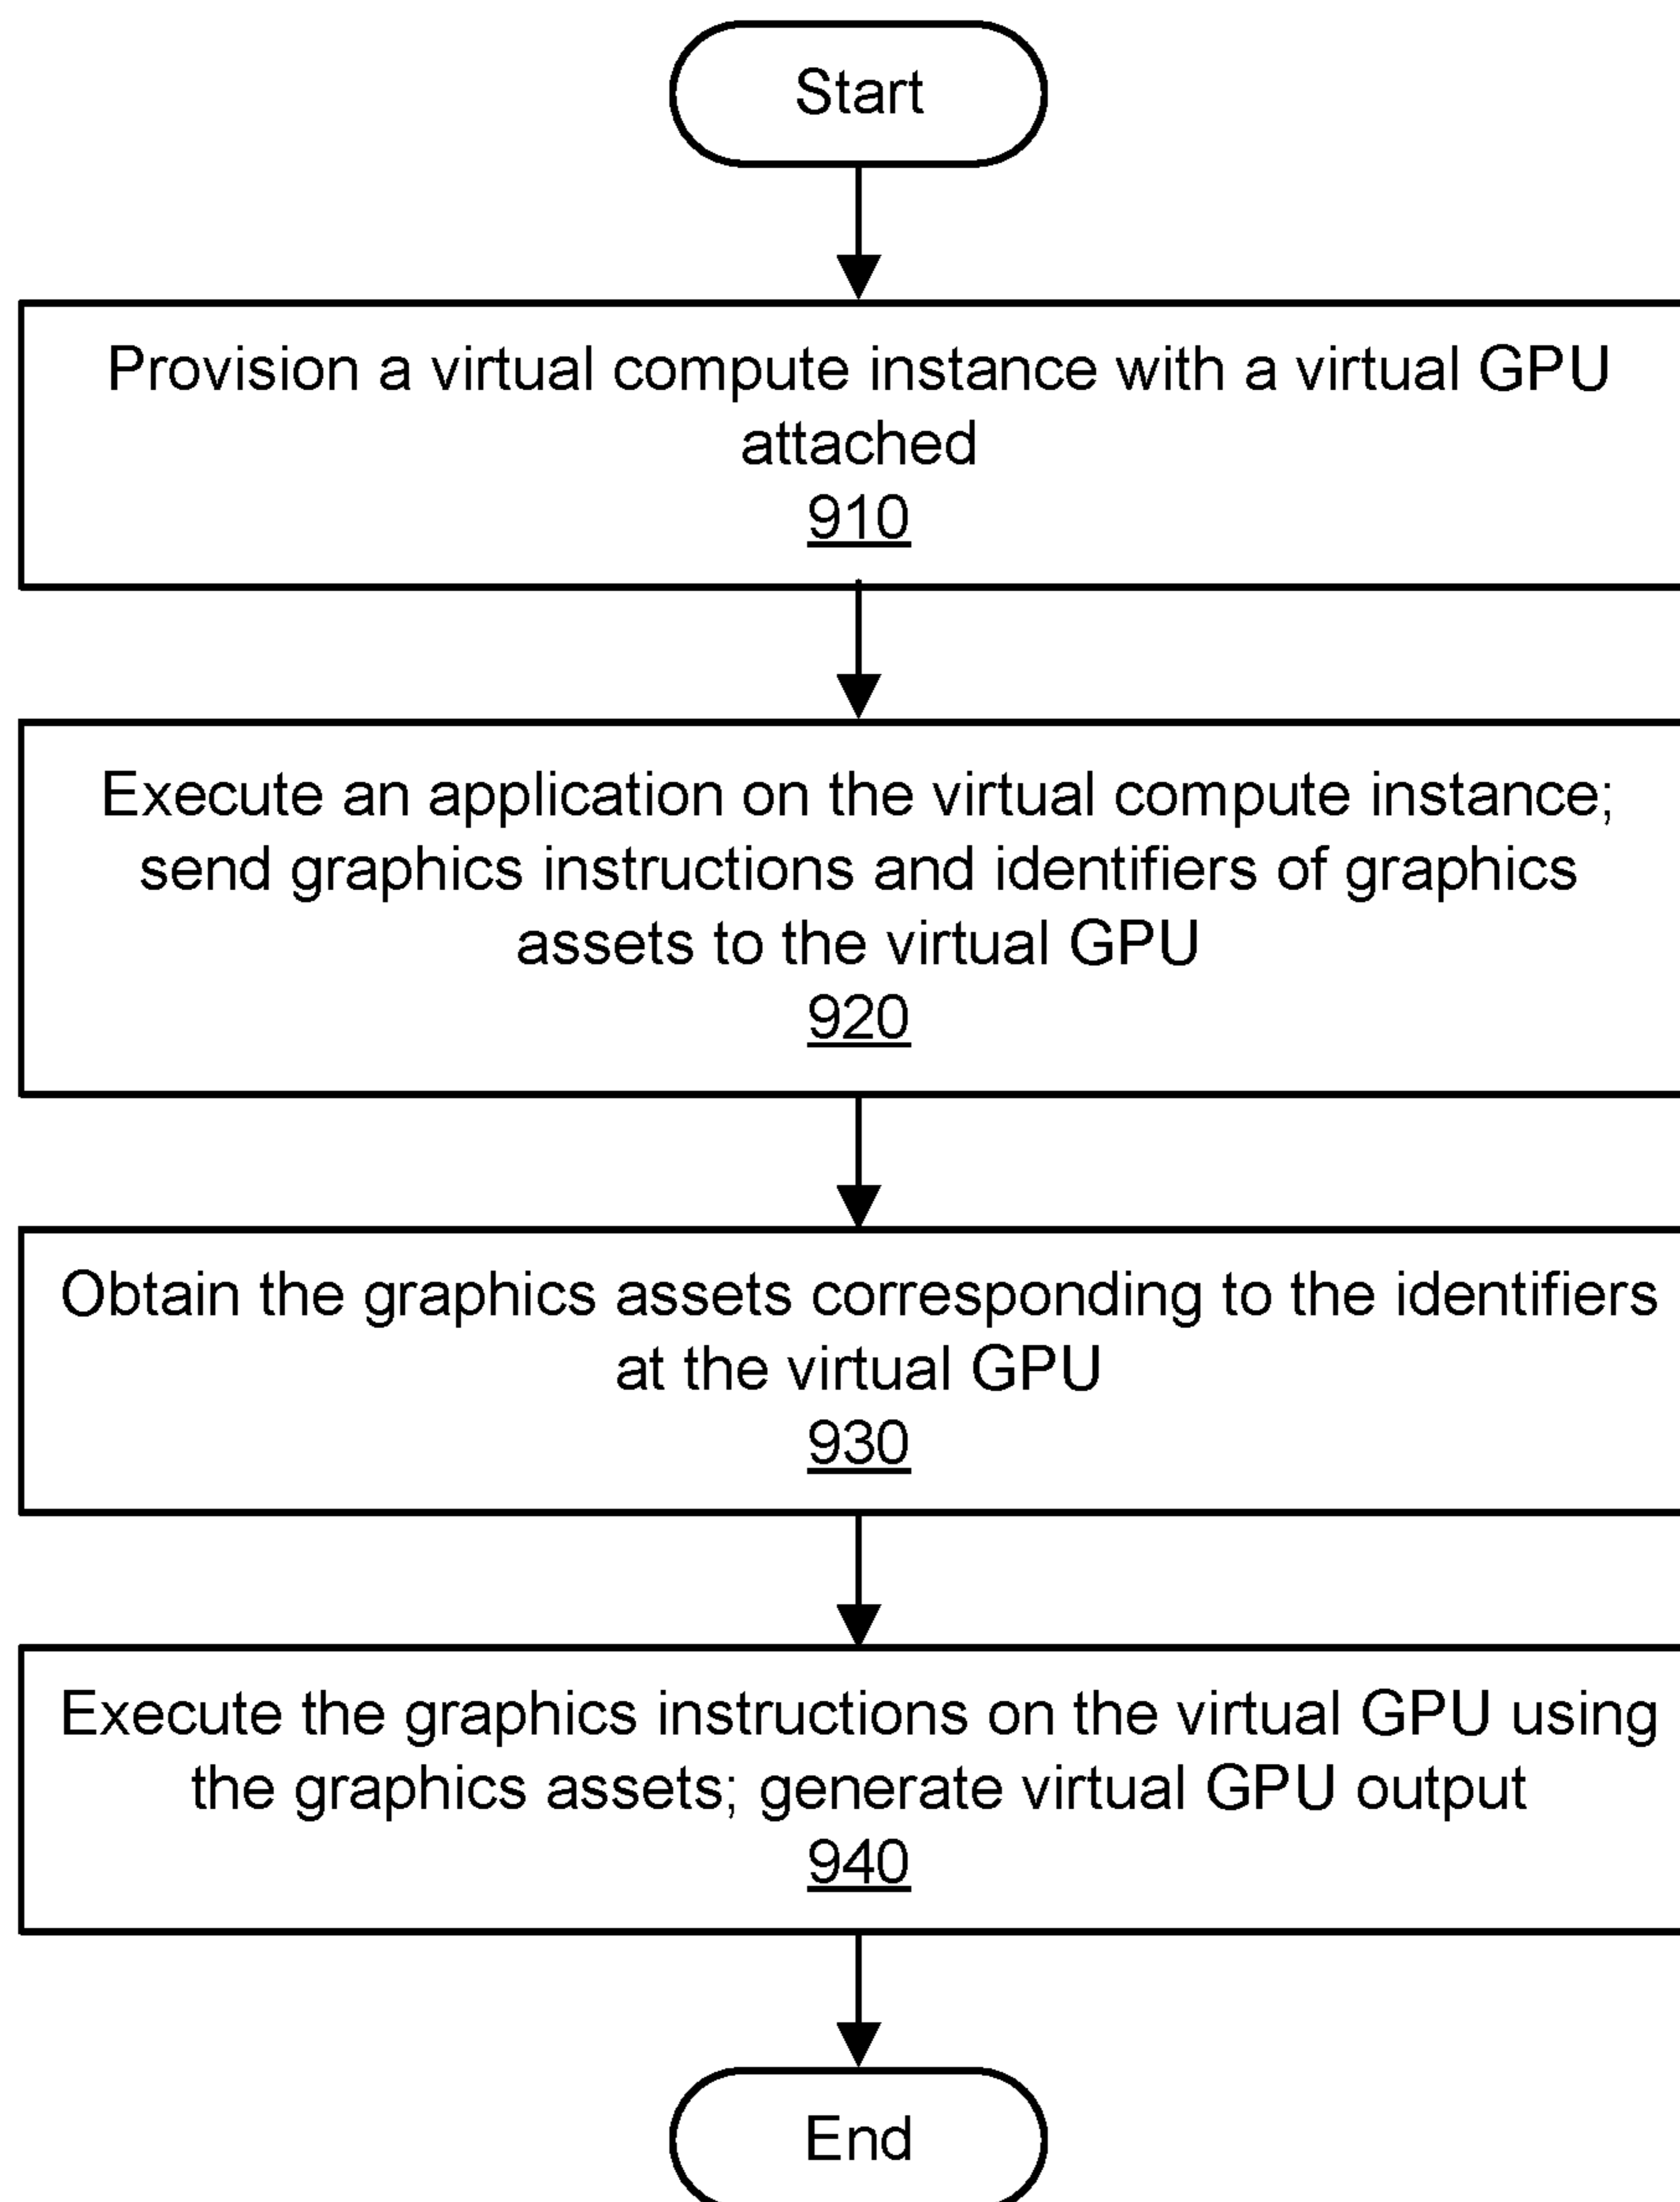 Start
Provision a virtual compute instance with a virtual GPU
attached
910
Execute an application on the virtual compute instance;
send graphics instructions and identifiers of graphics
assets to the virtual GPU
920
Obtain the graphics assets corresponding to the identifiers
at the virtual GPU
930
Execute the graphics instructions on the virtual GPU using
the graphics assets; generate virtual GPU output
940
End